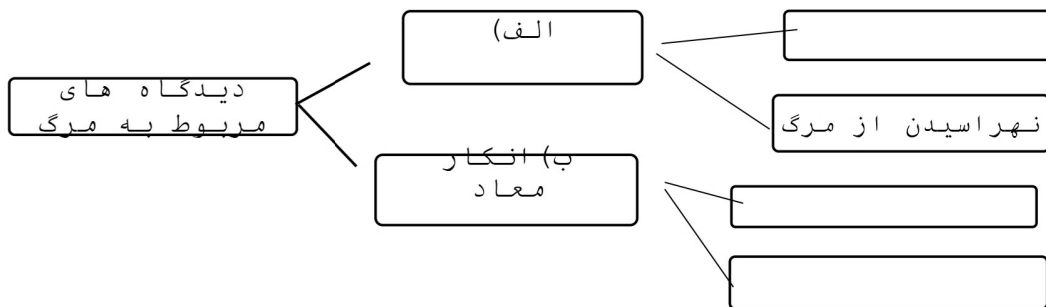 دیدگاه های
مربوط به مرگ
الف)
ب) انکار
معاد
نهراسیدن از مرگ